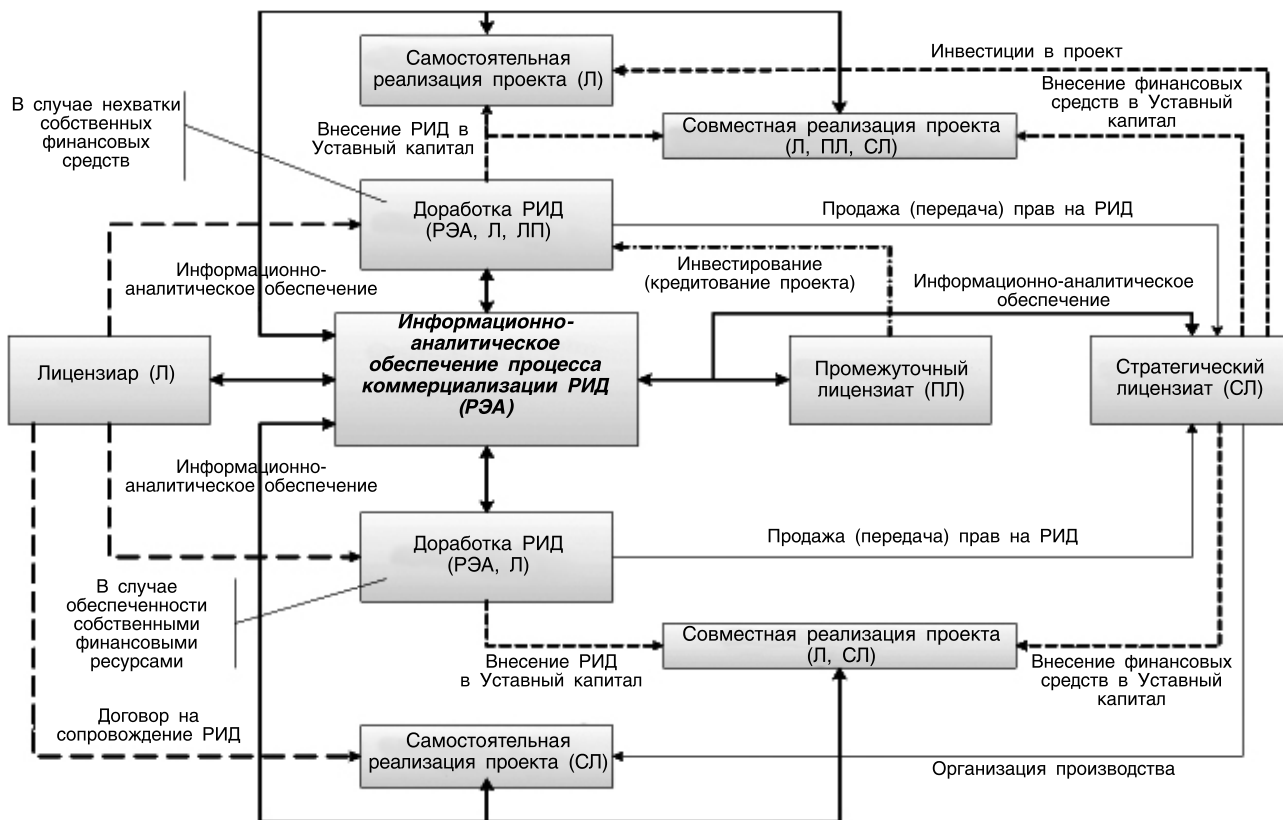 Самостоятельная
реализация проекта (Л)
Инвестиции в проект
В случае нехватки
собственных
финансовых
средств
Внесение РИД в
Уставный капитал
Совместная реализация проекта
(Л, ПЛ, СЛ)
Внесение финансовых
средств в Уставный
капитал
Доработка РИД
(РЭА, Л, ЛП)
Продажа (передача) прав на РИД
Информационно-
аналитическое обеспечение
Инвестирование
(кредитование проекта)
Информационно-аналитическое
обеспечение
Лицензиар (Л)
Информационно-
аналитическое
обеспечение процесса
коммерциализации РИД
(РЭА)
Промежуточный
лицензиат (ПЛ)
Стратегический
лицензиат (СЛ)
Информационно-
аналитическое обеспечение
Доработка РИД
(РЭА, Л)
Продажа (передача) прав на РИД
В случае
обеспеченности
собственными
финансовыми
ресурсами
Внесение РИД
в Уставный капитал
Совместная реализация проекта
(Л, СЛ)
Внесение финансовых
средств в Уставный
капитал
Договор на
сопровождение РИД
Самостоятельная
реализация проекта (СЛ)
Организация производства